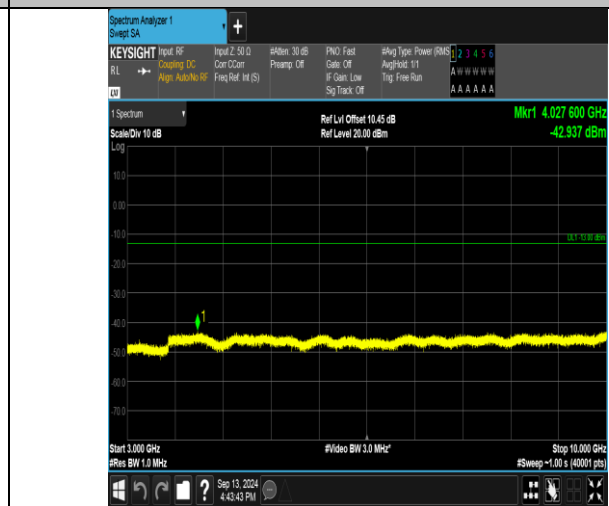 Spectrum Analyzer 1
Swept SA
+
KEYSIGHT Input: RF Input Z: 50 Ω #Atten: 30 dB PNO: Fast #Avg Type: Power (RMS 1 2 3 4 5 6
RL Coupling: DC Corr CCorr Preamp: Off Gate: Off Avg|Hold: 1/1 A W W W W W
Align: Auto/No RF Freq Ref: Int (S) IF Gain: Low Trig: Free Run
LXI Sig Track: Off A A A A A A
1 Spectrum Ref Lvl Offset 10.45 dB Mkr1 4.027 600 GHz
Scale/Div 10 dB Ref Level 20.00 dBm -42.937 dBm
Log
10.0
0.00
-10.0
DL1 -13.00 dBm
-20.0
-30.0
-40.0
1
-50.0
-60.0
-70.0
Start 3.000 GHz #Video BW 3.0 MHz* Stop 10.000 GHz
#Res BW 1.0 MHz #Sweep ~1.00 s (40001 pts)
? Sep 13, 2024
4:43:43 PM